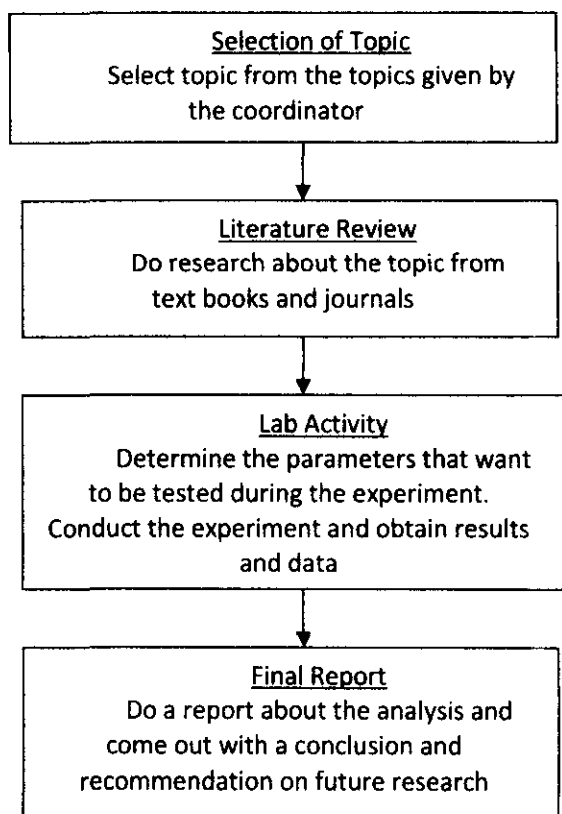 Selection of Topic
Select topic from the topics given by
the coordinator
Literature Review
Do research about the topic from
text books and journals
Lab Activity
Determine the parameters that want
to be tested during the experiment.
Conduct the experiment and obtain results
and data
Final Report
Do a report about the analysis and
come out with a conclusion and
recommendation on future research